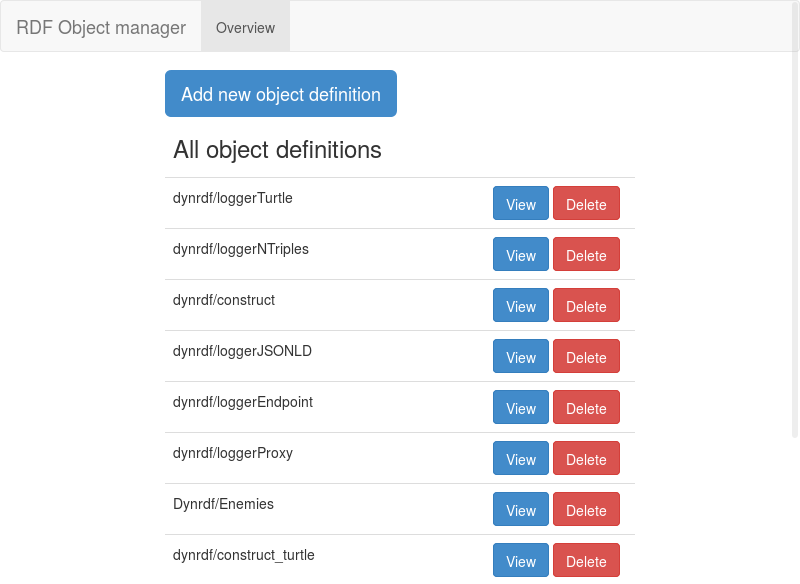 RDF Object manager Overview
Add new object definition
All object definitions
dynrdf/loggerTurtle View Delete
dynrdf/loggerNTriples View Delete
dynrdf/construct View Delete
dynrdf/loggerJSONLD View Delete
dynrdf/loggerEndpoint View Delete
dynrdf/loggerProxy View Delete
Dynrdf/Enemies View Delete
dynrdf/construct_turtle View Delete